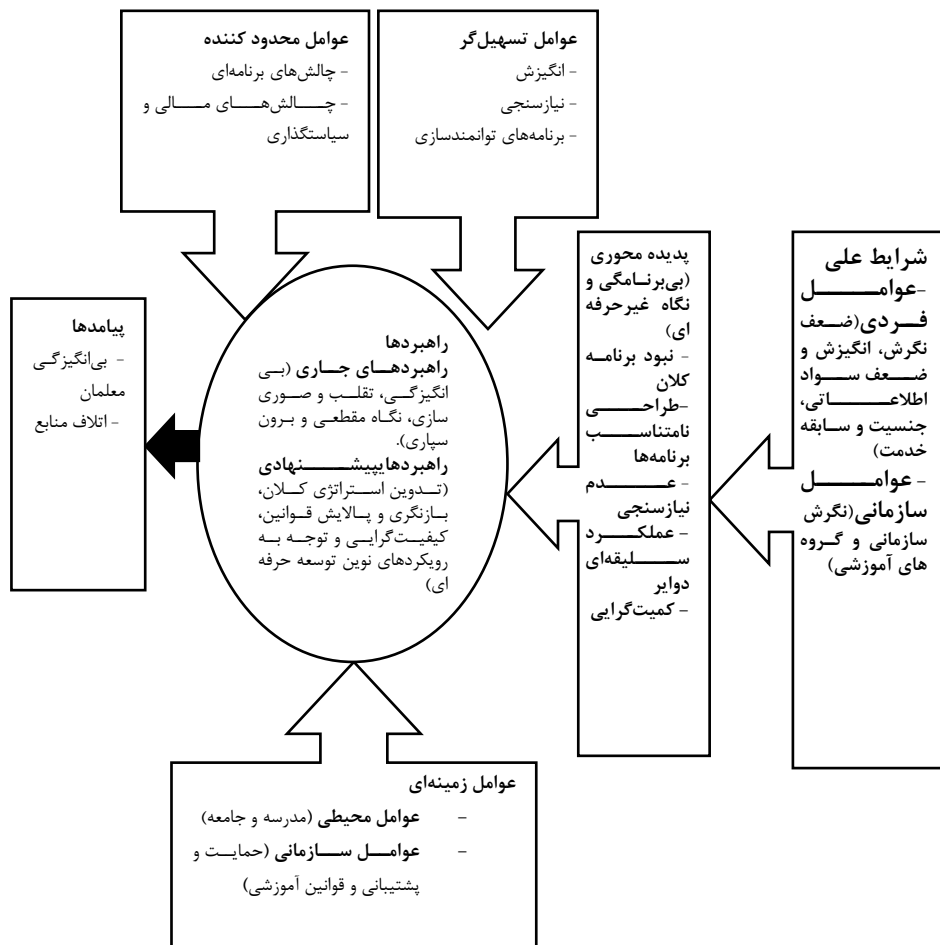 عوامل محدود کننده
- چالش‌های برنامه‌ای
- چالش‌های مالی و
سیاستگذاری
عوامل تسهیل‌گر
- انگیزش
- نیازسنجی
- برنامه‌های توانمندسازی
شرایط علی
-عوامل
فردی(ضعف
نگرش، انگیزش و
ضعف سواد
اطلاعاتی،
جنسیت و سابقه
خدمت)
- عوامل
سازمانی(نگرش
سازمانی و گروه
های آموزشی)
پدیده محوری
(بی‌برنامگی و
نگاه غیرحرفه
ای)
- نبود برنامه
کلان
-طراحی
نامتناسب
برنامه‌ها
- عدم
نیازسنجی
- عملکرد
سلیقه‌ای
دوایر
- کمیت‌گرایی
راهبردها
راهبردهای جاری (بی
انگیزگی، تقلب و صوری
سازی، نگاه مقطعی و برون
سپاری).
راهبردهایپیشنهادی
(تدوین استراتژی کلان،
بازنگری و پالایش قوانین،
کیفیت‌گرایی و توجه به
رویکردهای نوین توسعه حرفه
ای)
پیامدها
- بی‌انگیزگی
معلمان
- اتلاف منابع
عوامل زمینه‌ای
- عوامل محیطی (مدرسه و جامعه)
- عوامل سازمانی (حمایت و
پشتیبانی و قوانین آموزشی)